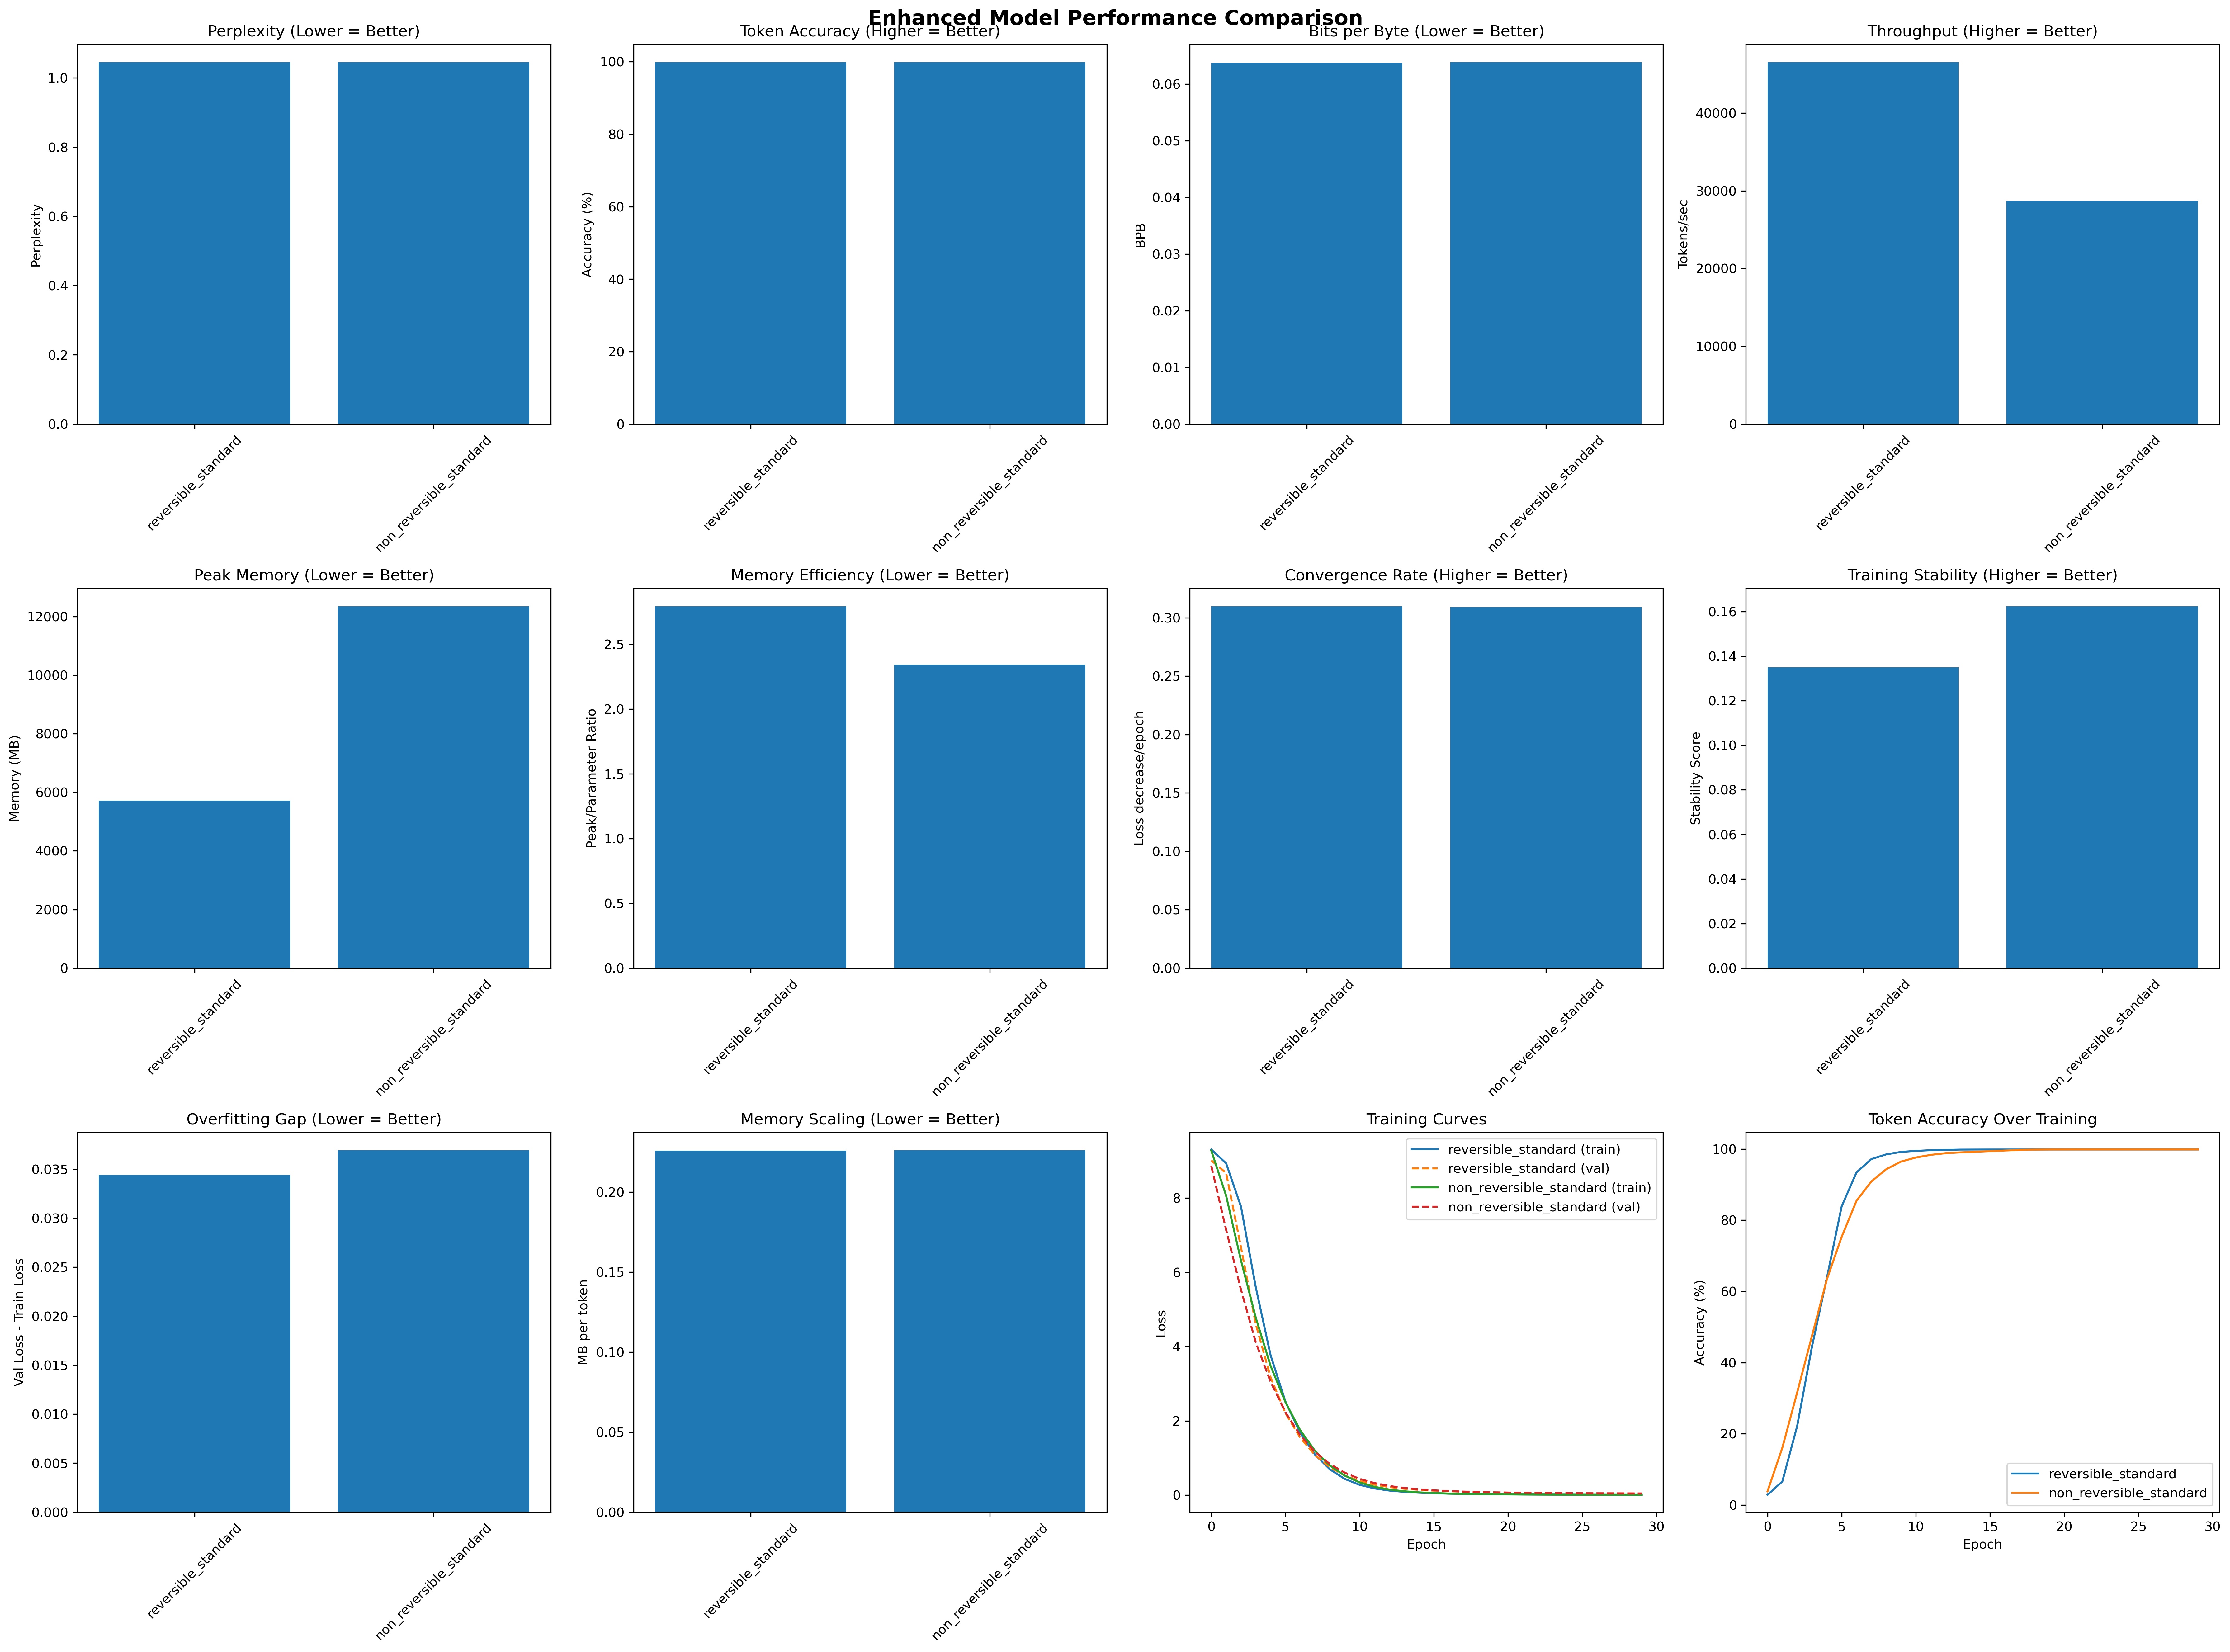 Enhanced Model Performance Comparison
Perplexity (Lower = Better)
Perplexity
1.0
0.8
0.6
0.4
0.2
0.0
reversible_standard
non_reversible_standard
Token Accuracy (Higher = Better)
Accuracy (%)
100
80
60
40
20
0
reversible_standard
non_reversible_standard
Bits per Byte (Lower = Better)
BPB
0.06
0.05
0.04
0.03
0.02
0.01
0.00
reversible_standard
non_reversible_standard
Throughput (Higher = Better)
Tokens/sec
40000
30000
20000
10000
0
reversible_standard
non_reversible_standard
Peak Memory (Lower = Better)
Memory (MB)
12000
10000
8000
6000
4000
2000
0
reversible_standard
non_reversible_standard
Memory Efficiency (Lower = Better)
Peak/Parameter Ratio
2.5
2.0
1.5
1.0
0.5
0.0
reversible_standard
non_reversible_standard
Convergence Rate (Higher = Better)
Loss decrease/epoch
0.30
0.25
0.20
0.15
0.10
0.05
0.00
reversible_standard
non_reversible_standard
Training Stability (Higher = Better)
Stability Score
0.16
0.14
0.12
0.10
0.08
0.06
0.04
0.02
0.00
reversible_standard
non_reversible_standard
Overfitting Gap (Lower = Better)
Val Loss - Train Loss
0.035
0.030
0.025
0.020
0.015
0.010
0.005
0.000
reversible_standard
non_reversible_standard
Memory Scaling (Lower = Better)
MB per token
0.20
0.15
0.10
0.05
0.00
reversible_standard
non_reversible_standard
Training Curves
Loss
8
6
4
2
0
reversible_standard (train)
reversible_standard (val)
non_reversible_standard (train)
non_reversible_standard (val)
0 5 10 15 20 25 30
Epoch
Token Accuracy Over Training
Accuracy (%)
100
80
60
40
20
0
reversible_standard
non_reversible_standard
0 5 10 15 20 25 30
Epoch